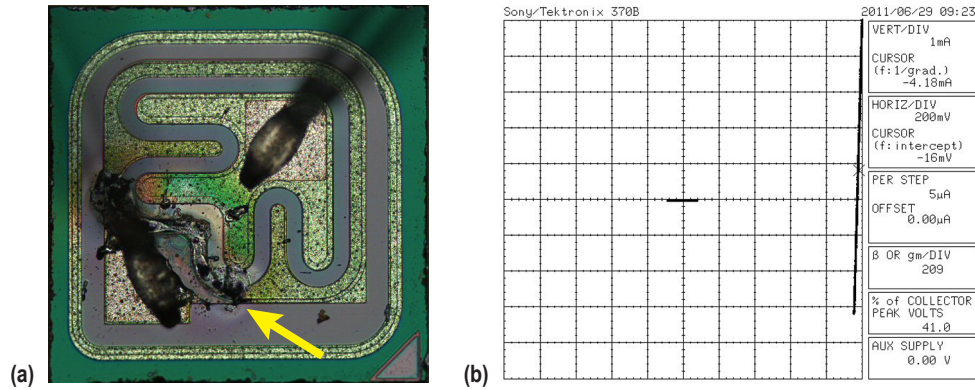 Sony/Tektronix 370B
2011/06/29 09:23
VERT/DIV
1mA
CURSOR
(f:1/grad.)
-4.18mA
HORIZ/DIV
200mV
CURSOR
(f:intercept)
-16mV
PER STEP
5µA
OFFSET
0.00µA
β OR gm/DIV
209
% of COLLECTOR
PEAK VOLTS
41.0
AUX SUPPLY
0.00 V
(a)
(b)